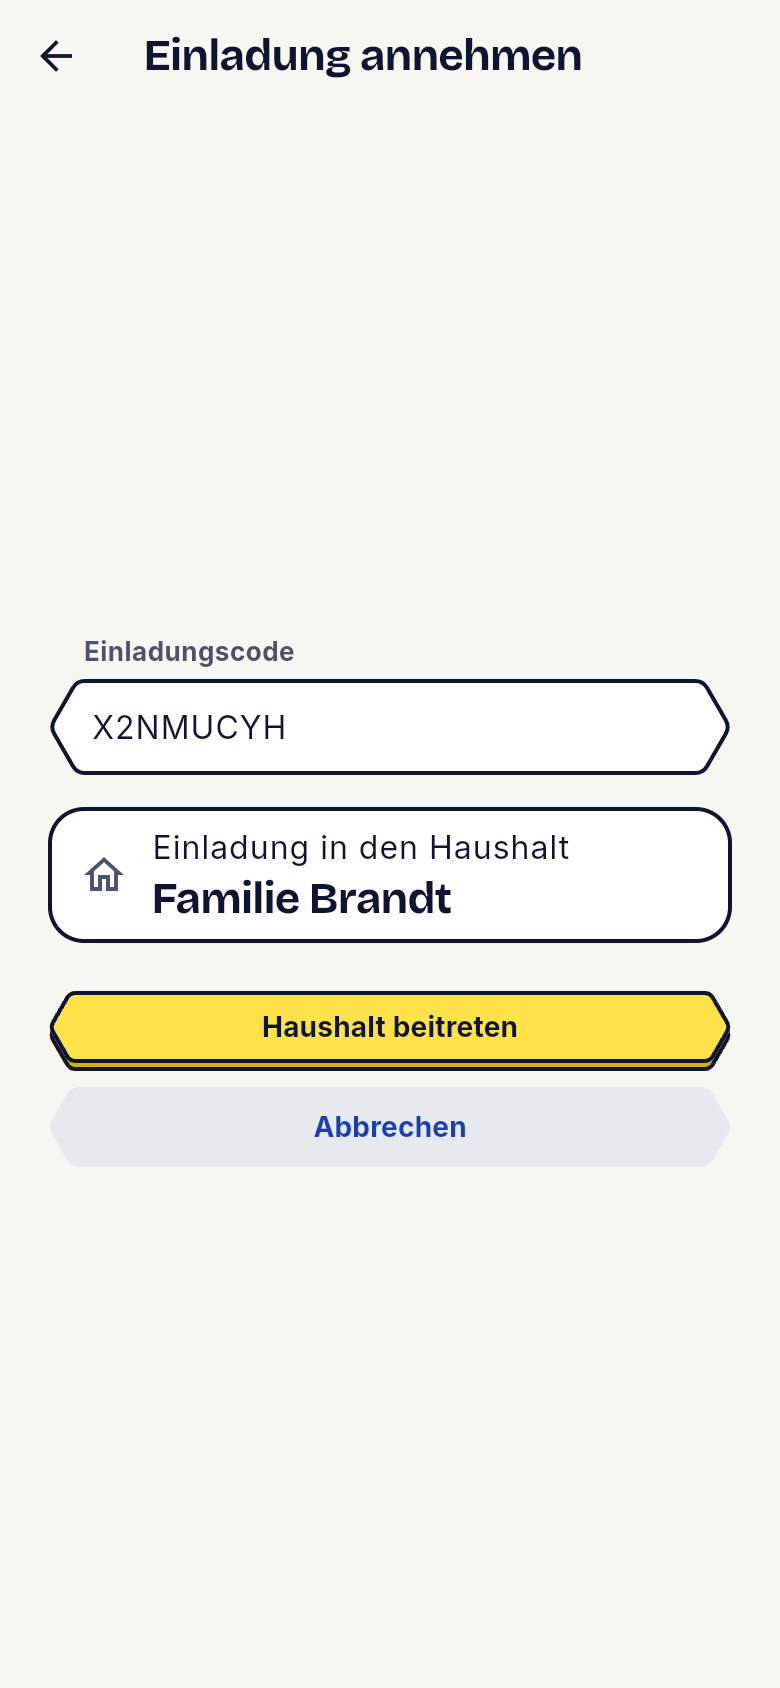 Einladung annehmen
Einladungscode
X2NMUCYH
Einladung in den Haushalt
Familie Brandt
Haushalt beitreten
Abbrechen